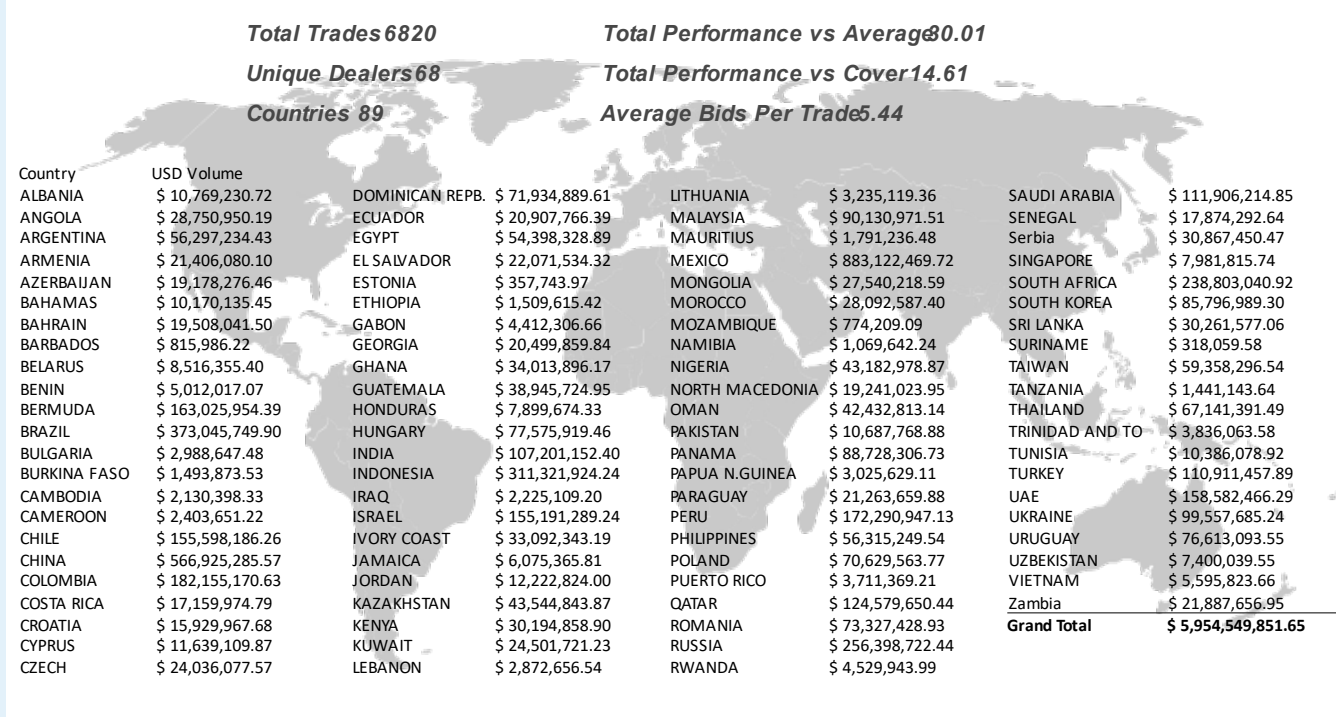 Total Trades 6820
Total Performance vs Average 30.01
Unique Dealers 68
Total Performance vs Cover 14.61
Countries 89
Average Bids Per Trade 5.44
Country USD Volume
ALBANIA $ 10,769,230.72
ANGOLA $ 28,750,950.19
ARGENTINA $ 56,297,234.43
ARMENIA $ 21,406,080.10
AZERBAIJAN $ 19,178,276.46
BAHAMAS $ 10,170,135.45
BAHRAIN $ 19,508,041.50
BARBADOS $ 815,986.22
BELARUS $ 8,516,355.40
BENIN $ 5,012,017.07
BERMUDA $ 163,025,954.39
BRAZIL $ 373,045,749.90
BULGARIA $ 2,988,647.48
BURKINA FASO $ 1,493,873.53
CAMBODIA $ 2,130,398.33
CAMEROON $ 2,403,651.22
CHILE $ 155,598,186.26
CHINA $ 566,925,285.57
COLOMBIA $ 182,155,170.63
COSTA RICA $ 17,159,974.79
CROATIA $ 15,929,967.68
CYPRUS $ 11,639,109.87
CZECH $ 24,036,077.57
DOMINICAN REPB. $ 71,934,889.61
ECUADOR $ 20,907,766.39
EGYPT $ 54,398,328.89
EL SALVADOR $ 22,071,534.32
ESTONIA $ 357,743.97
ETHIOPIA $ 1,509,615.42
GABON $ 4,412,306.66
GEORGIA $ 20,499,859.84
GHANA $ 34,013,896.17
GUATEMALA $ 38,945,724.95
HONDURAS $ 7,899,674.33
HUNGARY $ 77,575,919.46
INDIA $ 107,201,152.40
INDONESIA $ 311,321,924.24
IRAQ $ 2,225,109.20
ISRAEL $ 155,191,289.24
IVORY COAST $ 33,092,343.19
JAMAICA $ 6,075,365.81
JORDAN $ 12,222,824.00
KAZAKHSTAN $ 43,544,843.87
KENYA $ 30,194,858.90
KUWAIT $ 24,501,721.23
LEBANON $ 2,872,656.54
LITHUANIA $ 3,235,119.36
MALAYSIA $ 90,130,971.51
MAURITIUS $ 1,791,236.48
MEXICO $ 883,122,469.72
MONGOLIA $ 27,540,218.59
MOROCCO $ 28,092,587.40
MOZAMBIQUE $ 774,209.09
NAMIBIA $ 1,069,642.24
NIGERIA $ 43,182,978.87
NORTH MACEDONIA $ 19,241,023.95
OMAN $ 42,432,813.14
PAKISTAN $ 10,687,768.88
PANAMA $ 88,728,306.73
PAPUA N.GUINEA $ 3,025,629.11
PARAGUAY $ 21,263,659.88
PERU $ 172,290,947.13
PHILIPPINES $ 56,315,249.54
POLAND $ 70,629,563.77
PUERTO RICO $ 3,711,369.21
QATAR $ 124,579,650.44
ROMANIA $ 73,327,428.93
RUSSIA $ 256,398,722.44
RWANDA $ 4,529,943.99
SAUDI ARABIA $ 111,906,214.85
SENEGAL $ 17,874,292.64
Serbia $ 30,867,450.47
SINGAPORE $ 7,981,815.74
SOUTH AFRICA $ 238,803,040.92
SOUTH KOREA $ 85,796,989.30
SRI LANKA $ 30,261,577.06
SURINAME $ 318,059.58
TAIWAN $ 59,358,296.54
TANZANIA $ 1,441,143.64
THAILAND $ 67,141,391.49
TRINIDAD AND TO $ 3,836,063.58
TUNISIA $ 10,386,078.92
TURKEY $ 110,911,457.89
UAE $ 158,582,466.29
UKRAINE $ 99,557,685.24
URUGUAY $ 76,613,093.55
UZBEKISTAN $ 7,400,039.55
VIETNAM $ 5,595,823.66
Zambia $ 21,887,656.95
Grand Total $ 5,954,549,851.65